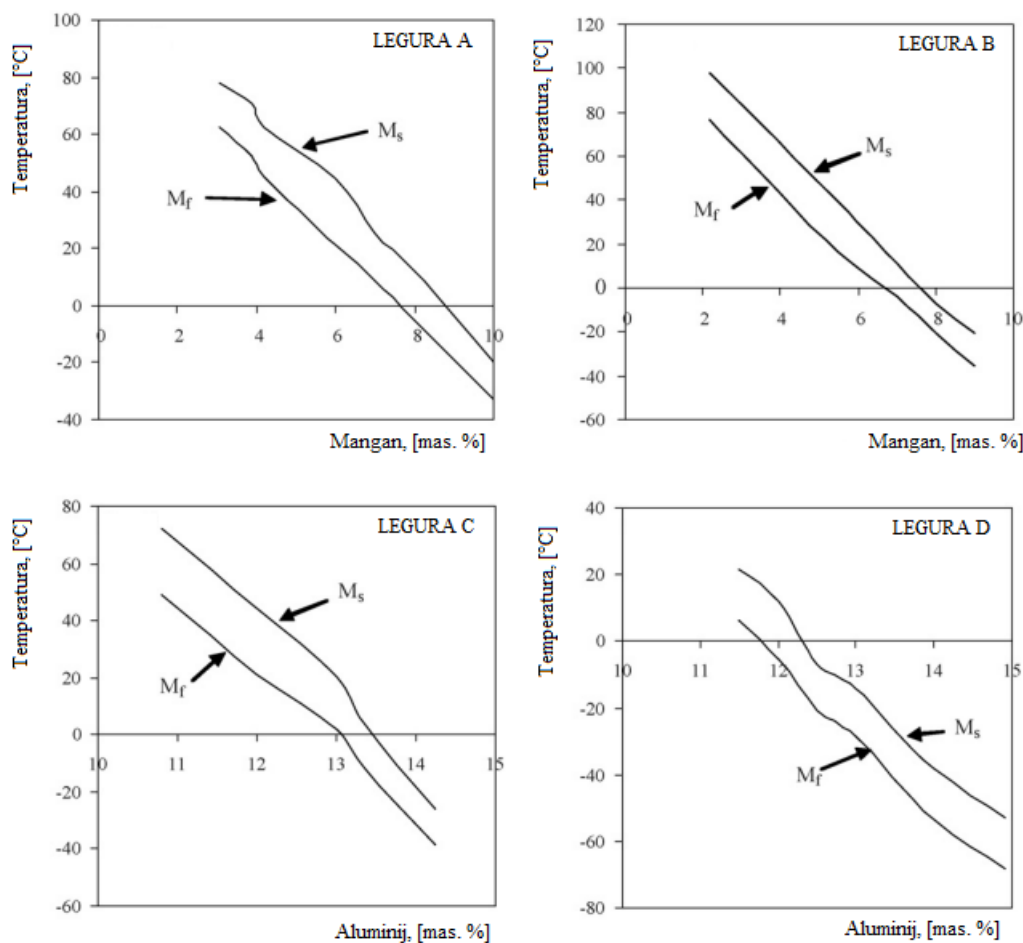 LEGURA A
Temperatura, [°C]
100
80
60
40
20
0
-20
-40
0
2
4
6
8
10
Ms
Mf
Mangan, [mas. %]
LEGURA B
Temperatura, [°C]
120
100
80
60
40
20
0
-20
-40
-60
0
2
4
6
8
10
Ms
Mf
Mangan, [mas. %]
LEGURA C
Temperatura, [°C]
80
60
40
20
0
-20
-40
-60
10
11
12
13
14
15
Ms
Mf
Aluminij, [mas. %]
LEGURA D
Temperatura, [°C]
40
20
0
-20
-40
-60
-80
10
11
12
13
14
15
Ms
Mf
Aluminij, [mas. %]